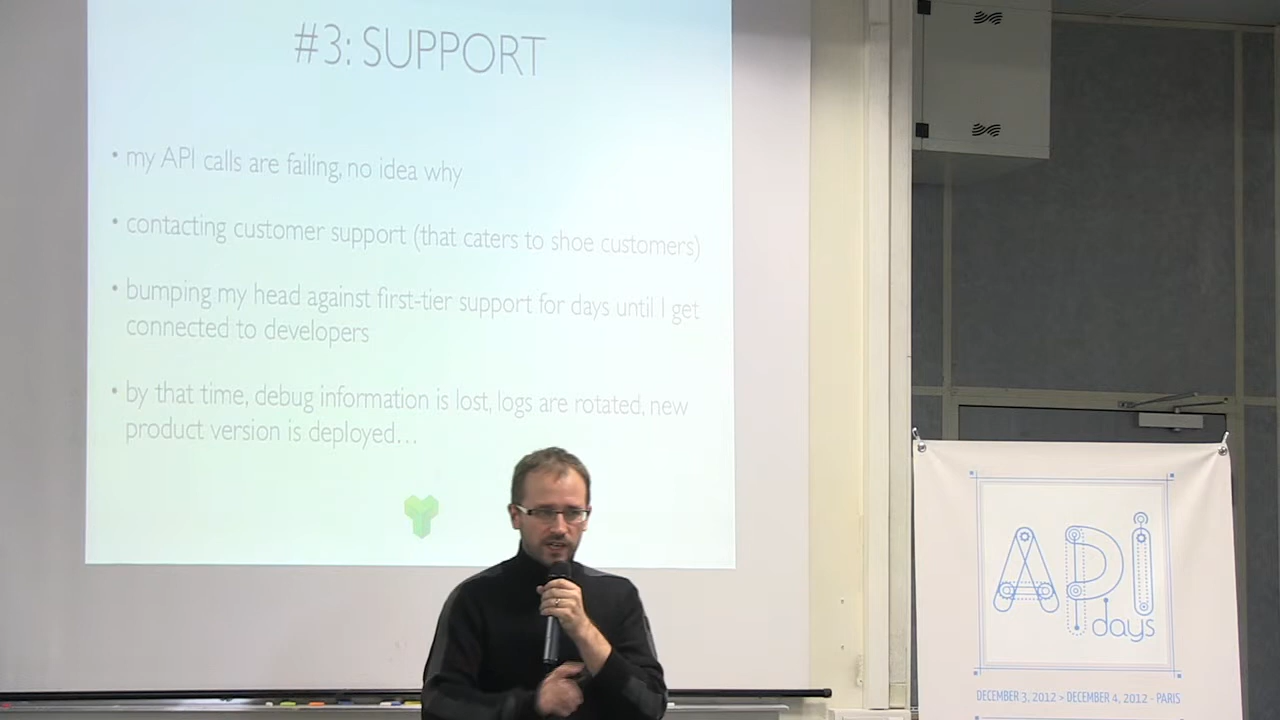 #3: SUPPORT
• my API calls are failing, no idea why
• contacting customer support (that caters to shoe customers)
• bumping my head against first-tier support for days until I get
connected to developers
• by that time, debug information is lost, logs are rotated, new
product version is deployed…
API
days
DECEMBER 3, 2012 > DECEMBER 4, 2012 - PARIS